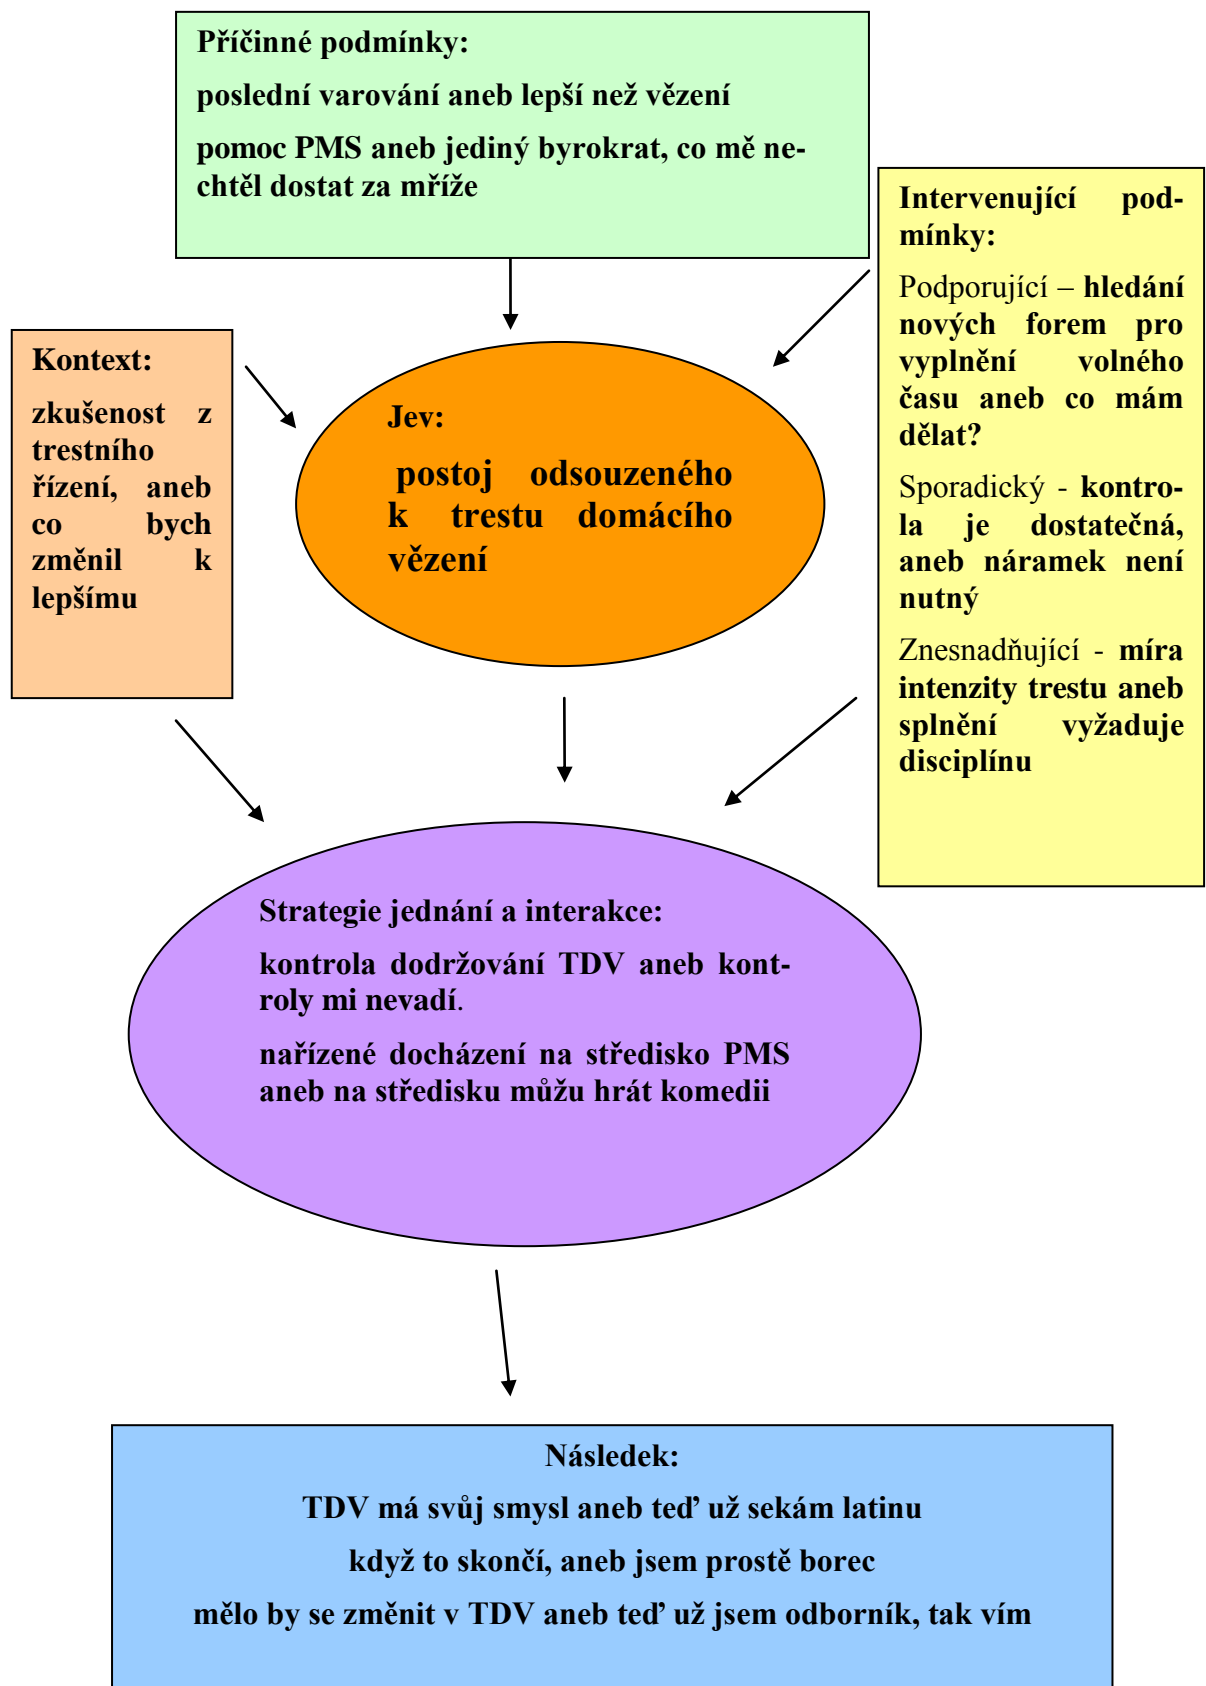 Příčinné podmínky:
poslední varování aneb lepší než vězení
pomoc PMS aneb jediný byrokrat, co mě ne-
chtěl dostat za mříže
Intervenující pod-
mínky:
Podporující – hledání
nových forem pro
vyplnění volného
času aneb co mám
dělat?
Sporadický - kontro-
la je dostatečná,
aneb náramek není
nutný
Znesnadňující - míra
intenzity trestu aneb
splnění vyžaduje
disciplínu
Kontext:
zkušenost z
trestního
řízení, aneb
co bych
změnil k
lepšímu
Jev:
postoj odsouzeného
k trestu domácího
vězení
Strategie jednání a interakce:
kontrola dodržování TDV aneb kont-
roly mi nevadí.
nařízené docházení na středisko PMS
aneb na středisku můžu hrát komedii
Následek:
TDV má svůj smysl aneb teď už sekám latinu
když to skončí, aneb jsem prostě borec
mělo by se změnit v TDV aneb teď už jsem odborník, tak vím